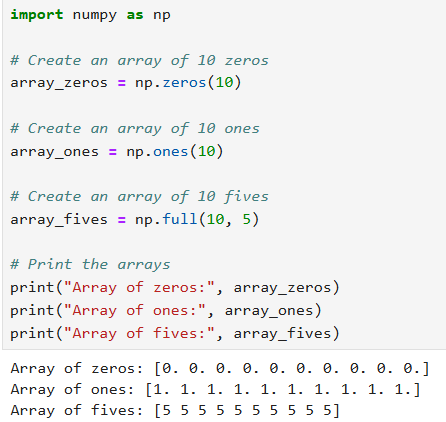 import numpy as np
# Create an array of 10 zeros
array_zeros = np.zeros(10)
# Create an array of 10 ones
array_ones = np.ones(10)
# Create an array of 10 fives
array_fives = np.full(10, 5)
# Print the arrays
print("Array of zeros:", array_zeros)
print("Array of ones:", array_ones)
print("Array of fives:", array_fives)
Array of zeros: [0. 0. 0. 0. 0. 0. 0. 0. 0. 0.]
Array of ones: [1. 1. 1. 1. 1. 1. 1. 1. 1. 1.]
Array of fives: [5 5 5 5 5 5 5 5 5 5]